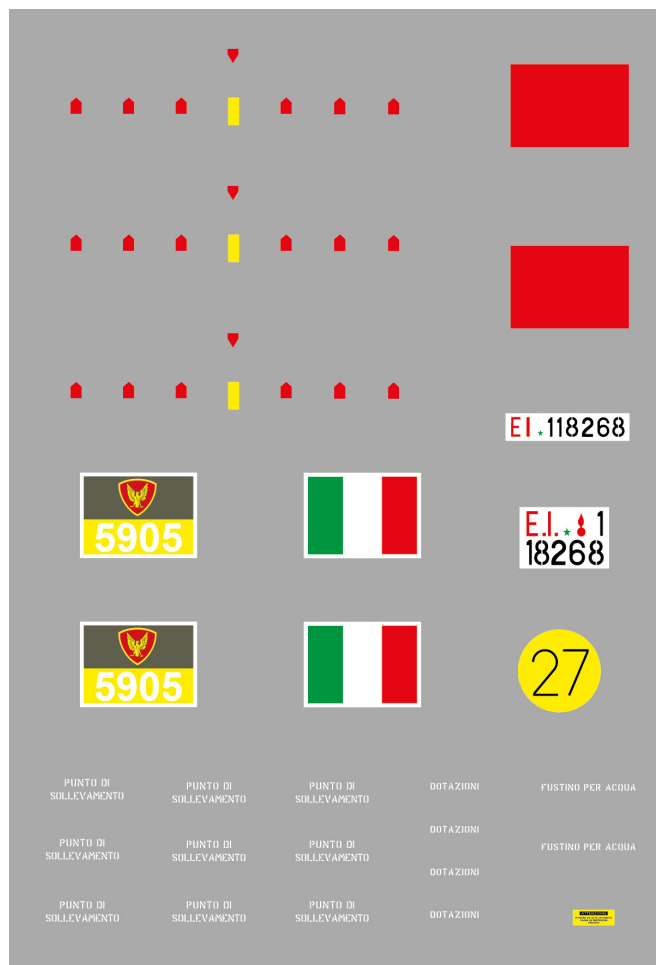 EI.★118268
5905
E.I.★ 1
18268
5905
27
PUNTO DI
SOLLEVAMENTO
PUNTO DI
SOLLEVAMENTO
PUNTO DI
SOLLEVAMENTO
DOTAZIONI
FUSTINO PER ACQUA
DOTAZIONI
PUNTO DI
SOLLEVAMENTO
PUNTO DI
SOLLEVAMENTO
PUNTO DI
SOLLEVAMENTO
FUSTINO PER ACQUA
DOTAZIONI
PUNTO DI
SOLLEVAMENTO
PUNTO DI
SOLLEVAMENTO
PUNTO DI
SOLLEVAMENTO
DOTAZIONI
ATTENZIONE